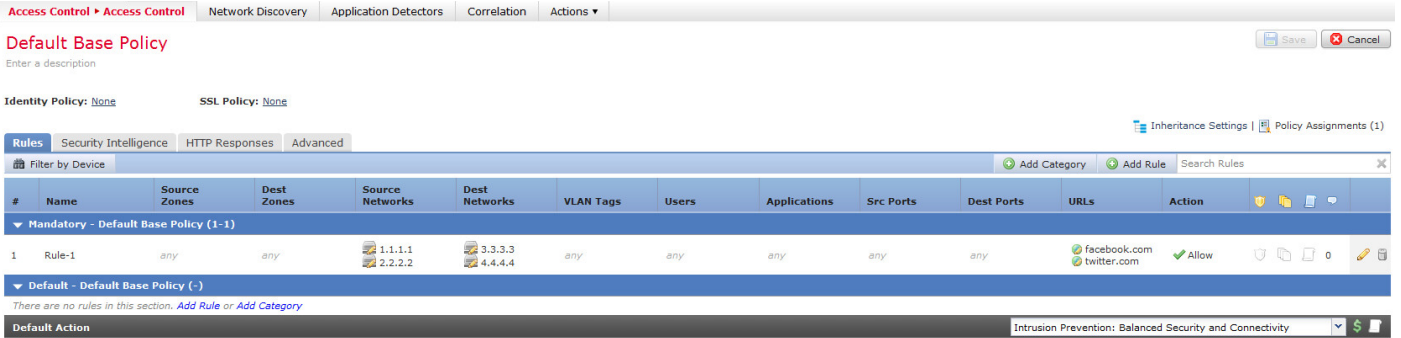 Access Control ▸ Access Control Network Discovery Application Detectors Correlation Actions ▾
Default Base Policy
Save Cancel
Enter a description
Identity Policy: None SSL Policy: None
Inheritance Settings | Policy Assignments (1)
Rules Security Intelligence HTTP Responses Advanced
Filter by Device Add Category Add Rule Search Rules
# Name Source Zones Dest Zones Source Networks Dest Networks VLAN Tags Users Applications Src Ports Dest Ports URLs Action
Mandatory - Default Base Policy (1-1)
1 Rule-1 any any 1.1.1.1 3.3.3.3 any any any any any facebook.com Allow 0
2.2.2.2 4.4.4.4 twitter.com
Default - Default Base Policy (-)
There are no rules in this section. Add Rule or Add Category
Default Action Intrusion Prevention: Balanced Security and Connectivity $